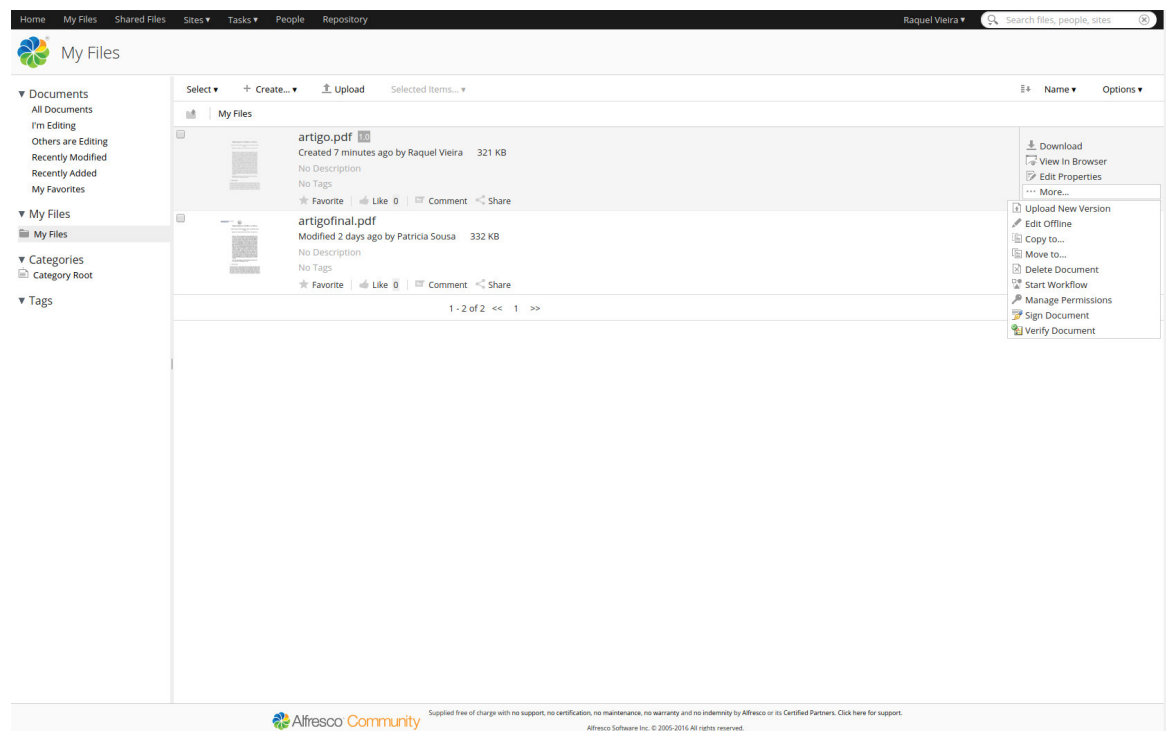 Home My Files Shared Files Sites ▾ Tasks ▾ People Repository Raquel Vieira ▾ Search files, people, sites
My Files
▼ Documents
All Documents
I'm Editing
Others are Editing
Recently Modified
Recently Added
My Favorites
▼ My Files
My Files
▼ Categories
Category Root
▼ Tags
Select ▾ + Create... ▾ Upload Selected Items... ▾ Name ▾ Options ▾
My Files
artigo.pdf 1.0
Created 7 minutes ago by Raquel Vieira 321 KB
No Description
No Tags
Favorite Like 0 Comment Share
Download
View In Browser
Edit Properties
··· More...
Upload New Version
Edit Offline
Copy to...
Move to...
Delete Document
Start Workflow
Manage Permissions
Sign Document
Verify Document
artigofinal.pdf
Modified 2 days ago by Patricia Sousa 332 KB
No Description
No Tags
Favorite Like 0 Comment Share
1 - 2 of 2 << 1 >>
Alfresco Community
Supplied free of charge with no support, no certification, no maintenance, no warranty and no indemnity by Alfresco or its Certified Partners. Click here for support.
Alfresco Software Inc. © 2005-2016 All rights reserved.